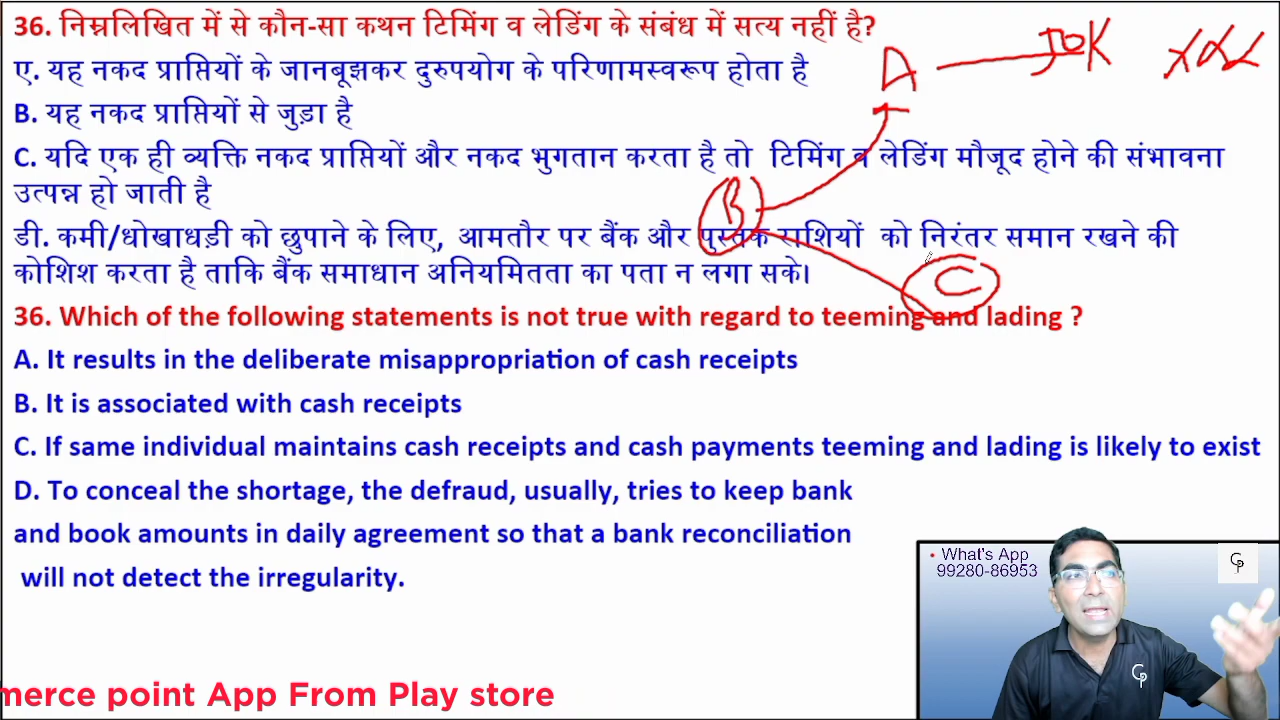 36. निम्नलिखित में से कौन-सा कथन टिमिंग व लेडिंग के संबंध में सत्य नहीं है?
ए. यह नकद प्राप्तियों के जानबूझकर दुरुपयोग के परिणामस्वरूप होता है
B. यह नकद प्राप्तियों से जुड़ा है
C. यदि एक ही व्यक्ति नकद प्राप्तियों और नकद भुगतान करता है तो टिमिंग व लेडिंग मौजूद होने की संभावना
उत्पन्न हो जाती है
डी. कमी/धोखाधड़ी को छुपाने के लिए, आमतौर पर बैंक और पुस्तक राशियों को निरंतर समान रखने की
कोशिश करता है ताकि बैंक समाधान अनियमितता का पता न लगा सके।
A
B
C
36. Which of the following statements is not true with regard to teeming and lading ?
A. It results in the deliberate misappropriation of cash receipts
B. It is associated with cash receipts
C. If same individual maintains cash receipts and cash payments teeming and lading is likely to exist
D. To conceal the shortage, the defraud, usually, tries to keep bank
and book amounts in daily agreement so that a bank reconciliation
will not detect the irregularity.
• What's App
99280-86953
merce point App From Play store